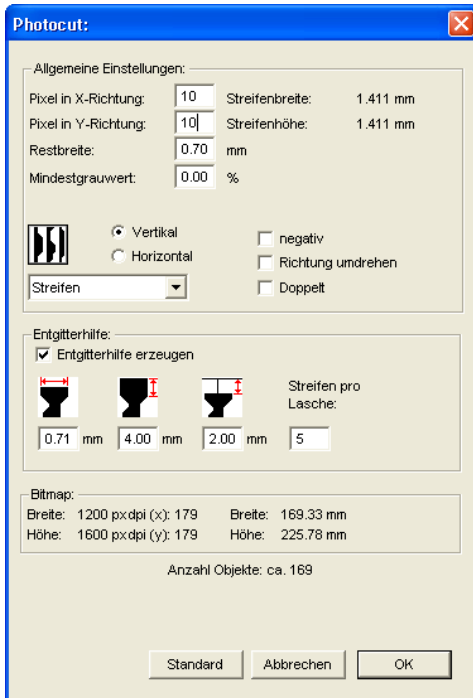 Photocut:
Allgemeine Einstellungen:
Pixel in X-Richtung: 10 Streifenbreite: 1.411 mm
Pixel in Y-Richtung: 10 Streifenhöhe: 1.411 mm
Restbreite: 0.70 mm
Mindestgrauwert: 0.00 %
Vertikal
Horizontal
negativ
Richtung umdrehen
Doppelt
Streifen
Entgitterhilfe:
Entgitterhilfe erzeugen
Streifen pro
Lasche:
0.71 mm 4.00 mm 2.00 mm 5
Bitmap:
Breite: 1200 px dpi (x): 179 Breite: 169.33 mm
Höhe: 1600 px dpi (y): 179 Höhe: 225.78 mm
Anzahl Objekte: ca. 169
Standard Abbrechen OK